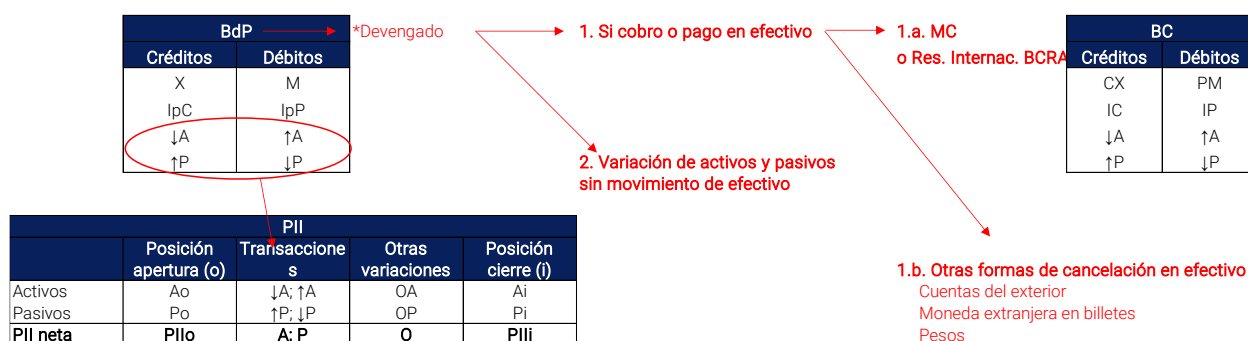 BdP
Créditos Débitos
X M
IpC IpP
↓A ↑A
↑P ↓P
*Devengado
1. Si cobro o pago en efectivo
2. Variación de activos y pasivos
sin movimiento de efectivo
1.a. MC
o Res. Internac. BCRA
BC
Créditos Débitos
CX PM
IC IP
↓A ↑A
↑P ↓P
1.b. Otras formas de cancelación en efectivo
Cuentas del exterior
Moneda extranjera en billetes
Pesos
PII
Posición Transaccione Otras Posición
apertura (o) s variaciones cierre (i)
Activos Ao ↓A; ↑A OA Ai
Pasivos Po ↑P; ↓P OP Pi
PII neta PIIo A; P O PIIi